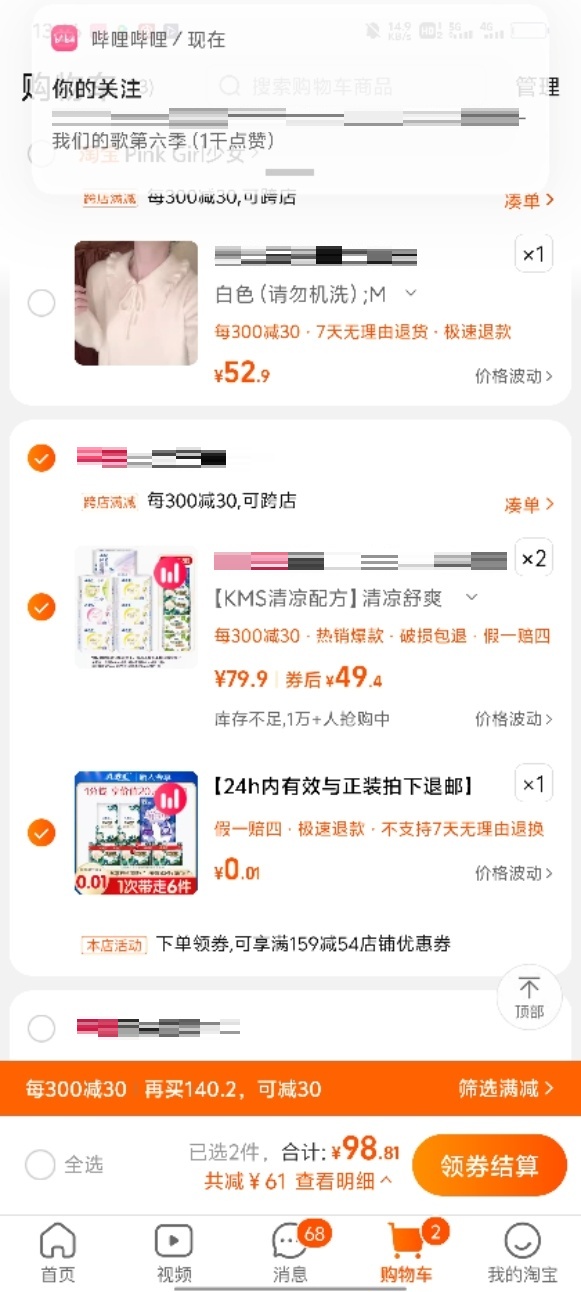 14.9 KB/S HD 5G 4G
哔哩哔哩 / 现在
你的关注
搜索购物车商品
管理
我们的歌第六季 (1千点赞)
淘宝 Pink Girl少女 >
跨店满减 每300减30,可跨店
凑单 >
×1
白色 (请勿机洗) ;M
每300减30 · 7天无理由退货 · 极速退款
¥52.9
价格波动 >
跨店满减 每300减30,可跨店
凑单 >
×2
【KMS清凉配方】清凉舒爽
每300减30 · 热销爆款 · 破损包退 · 假一赔四
¥79.9 券后 ¥49.4
库存不足,1万+人抢购中
价格波动 >
【24h内有效与正装拍下退邮】
×1
假一赔四 · 极速退款 · 不支持7天无理由退换
¥0.01
价格波动 >
0.01
1次带走6件
本店活动 下单领券,可享满159减54店铺优惠券
顶部
每300减30 再买140.2，可减30
筛选满减 >
全选
已选2件，合计: ¥98.81
共减 ¥61 查看明细
领券结算
68
2
首页
视频
消息
购物车
我的淘宝